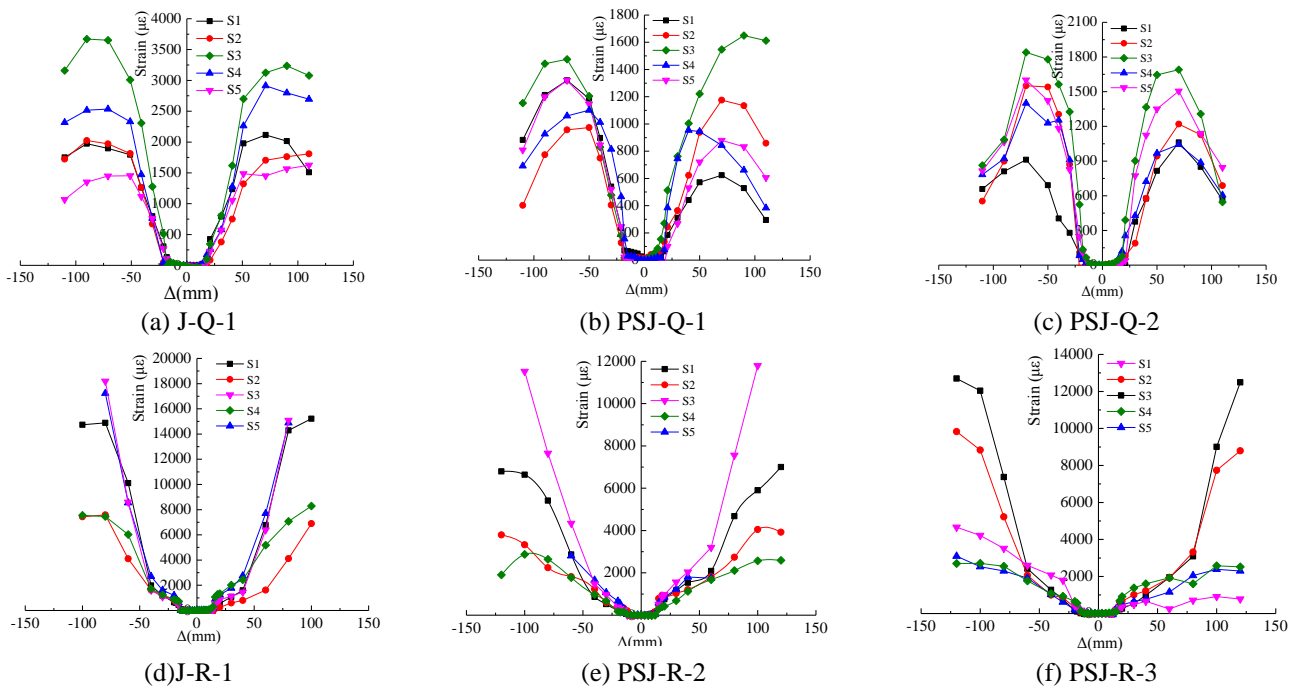 4000
3500
3000
2500
2000
1500
1000
500
0
-150 -100 -50 0 50 100 150
Strain (με)
Δ(mm)
S1
S2
S3
S4
S5
(a) J-Q-1
1800
1600
1400
1200
1000
800
600
400
200
0
-150 -100 -50 0 50 100 150
Strain (με)
Δ(mm)
S1
S2
S3
S4
S5
(b) PSJ-Q-1
2100
1800
1500
1200
900
600
300
0
-150 -100 -50 0 50 100 150
Strain (με)
Δ(mm)
S1
S2
S3
S4
S5
(c) PSJ-Q-2
20000
18000
16000
14000
12000
10000
8000
6000
4000
2000
0
-150 -100 -50 0 50 100 150
Strain (με)
Δ(mm)
S1
S2
S3
S4
S5
(d)J-R-1
12000
10000
8000
6000
4000
2000
0
-150 -100 -50 0 50 100 150
Strain (με)
Δ(mm)
S1
S2
S3
S4
S5
(e) PSJ-R-2
14000
12000
10000
8000
6000
4000
2000
0
-150 -100 -50 0 50 100 150
Strain (με)
Δ(mm)
S1
S2
S3
S4
S5
(f) PSJ-R-3